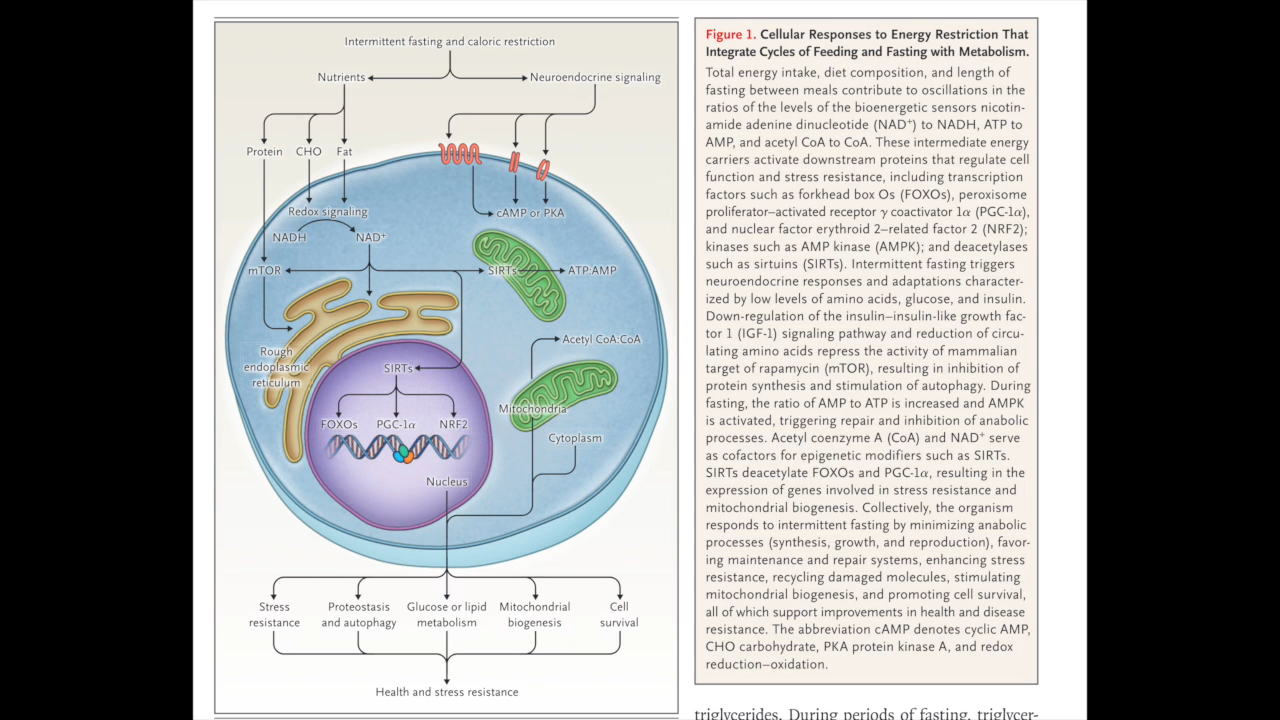 Intermittent fasting and caloric restriction
Nutrients
Neuroendocrine signaling
Protein
CHO
Fat
Redox signaling
cAMP or PKA
NADH
NAD⁺
mTOR
SIRTs
ATP:AMP
Rough
endoplasmic
reticulum
Acetyl CoA:CoA
SIRTs
Mitochondria
FOXOs
PGC-1α
NRF2
Cytoplasm
Nucleus
Stress
resistance
Proteostasis
and autophagy
Glucose or lipid
metabolism
Mitochondrial
biogenesis
Cell
survival
Health and stress resistance
Figure 1. Cellular Responses to Energy Restriction That
Integrate Cycles of Feeding and Fasting with Metabolism.
Total energy intake, diet composition, and length of
fasting between meals contribute to oscillations in the
ratios of the levels of the bioenergetic sensors nicotin-
amide adenine dinucleotide (NAD⁺) to NADH, ATP to
AMP, and acetyl CoA to CoA. These intermediate energy
carriers activate downstream proteins that regulate cell
function and stress resistance, including transcription
factors such as forkhead box Os (FOXOs), peroxisome
proliferator–activated receptor γ coactivator 1α (PGC-1α),
and nuclear factor erythroid 2–related factor 2 (NRF2);
kinases such as AMP kinase (AMPK); and deacetylases
such as sirtuins (SIRTs). Intermittent fasting triggers
neuroendocrine responses and adaptations character-
ized by low levels of amino acids, glucose, and insulin.
Down-regulation of the insulin–insulin-like growth fac-
tor 1 (IGF-1) signaling pathway and reduction of circu-
lating amino acids repress the activity of mammalian
target of rapamycin (mTOR), resulting in inhibition of
protein synthesis and stimulation of autophagy. During
fasting, the ratio of AMP to ATP is increased and AMPK
is activated, triggering repair and inhibition of anabolic
processes. Acetyl coenzyme A (CoA) and NAD⁺ serve
as cofactors for epigenetic modifiers such as SIRTs.
SIRTs deacetylate FOXOs and PGC-1α, resulting in the
expression of genes involved in stress resistance and
mitochondrial biogenesis. Collectively, the organism
responds to intermittent fasting by minimizing anabolic
processes (synthesis, growth, and reproduction), favor-
ing maintenance and repair systems, enhancing stress
resistance, recycling damaged molecules, stimulating
mitochondrial biogenesis, and promoting cell survival,
all of which support improvements in health and disease
resistance. The abbreviation cAMP denotes cyclic AMP,
CHO carbohydrate, PKA protein kinase A, and redox
reduction–oxidation.
triglycerides. During periods of fasting, triglycer-